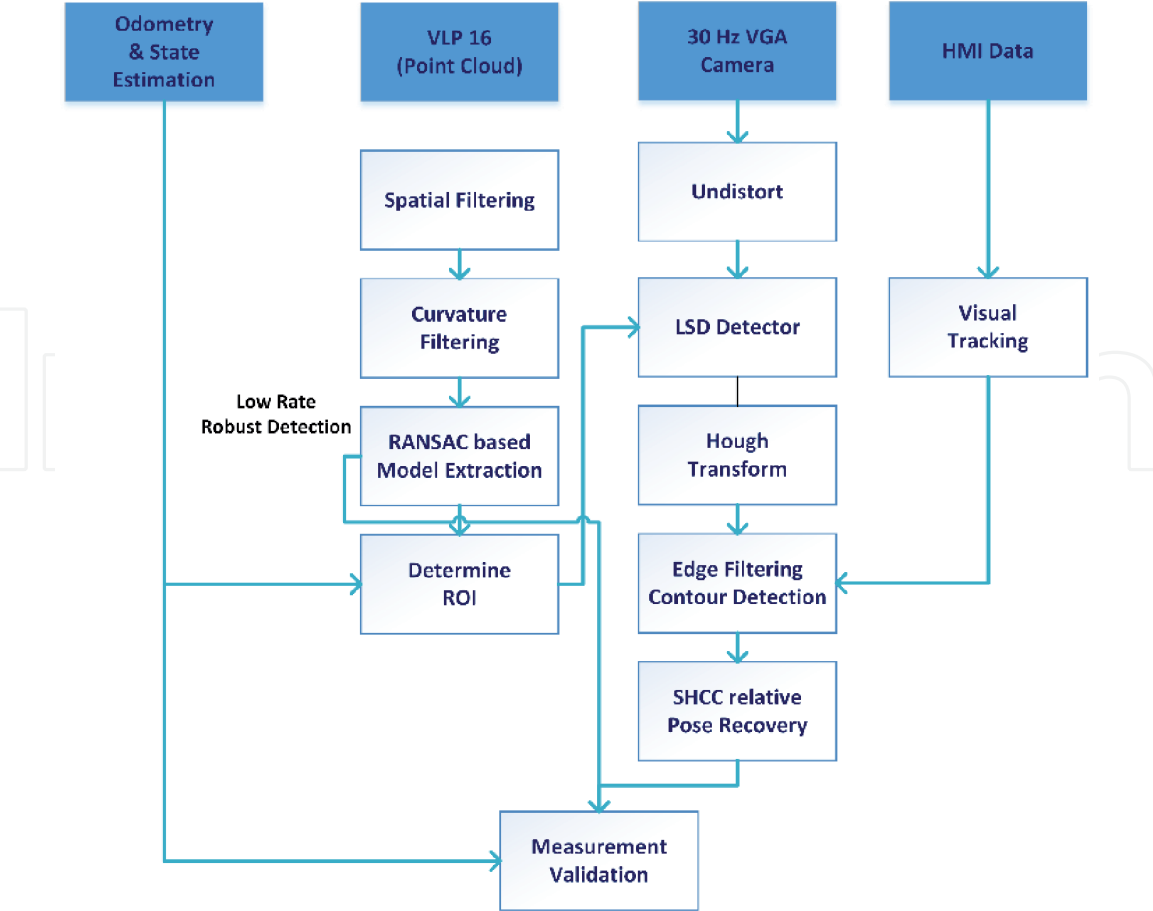 Odometry
& State
Estimation
VLP 16
(Point Cloud)
30 Hz VGA
Camera
HMI Data
Spatial Filtering
Undistort
Curvature
Filtering
LSD Detector
Visual
Tracking
Low Rate
Robust Detection
RANSAC based
Model Extraction
Hough
Transform
Determine
ROI
Edge Filtering
Contour Detection
SHCC relative
Pose Recovery
Measurement
Validation